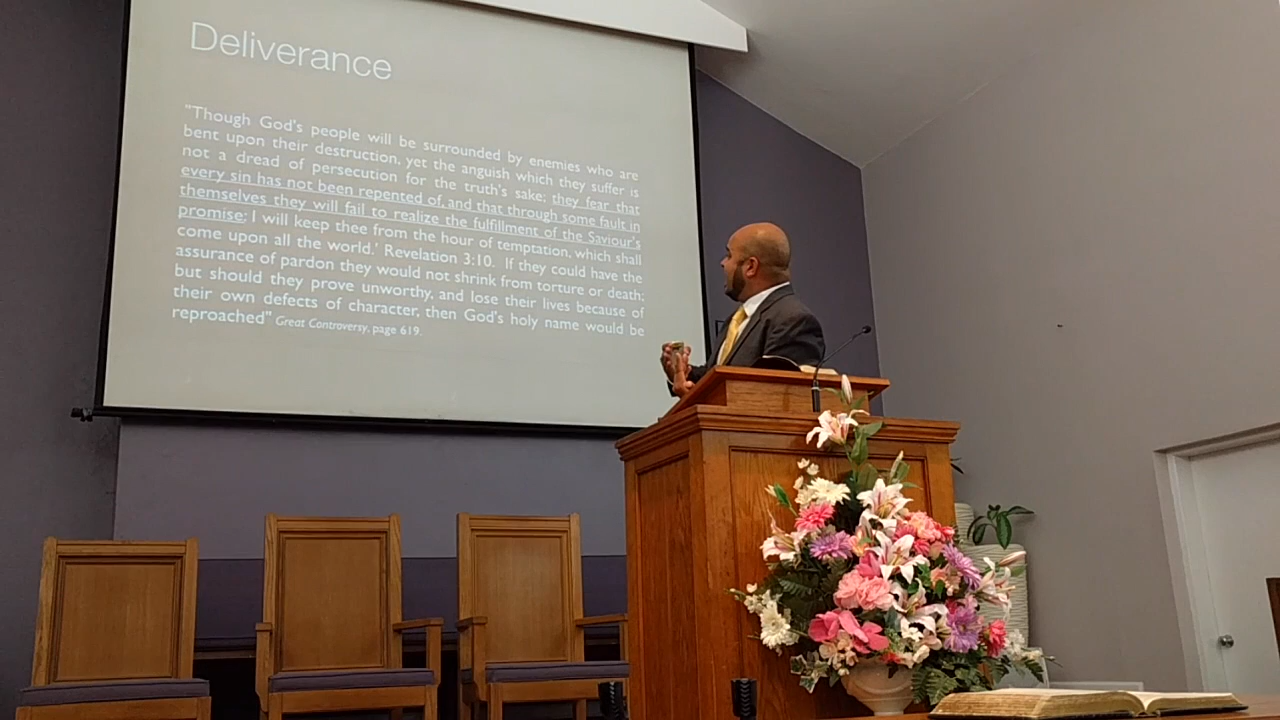 Deliverance
"Though God's people will be surrounded by enemies who are
bent upon their destruction, yet the anguish which they suffer is
not a dread of persecution for the truth's sake; they fear that
every sin has not been repented of, and that through some fault in
themselves they will fail to realize the fulfillment of the Saviour's
promise: I will keep thee from the hour of temptation, which shall
come upon all the world.' Revelation 3:10. If they could have the
assurance of pardon they would not shrink from torture or death;
but should they prove unworthy, and lose their lives because of
their own defects of character, then God's holy name would be
reproached" Great Controversy, page 619.